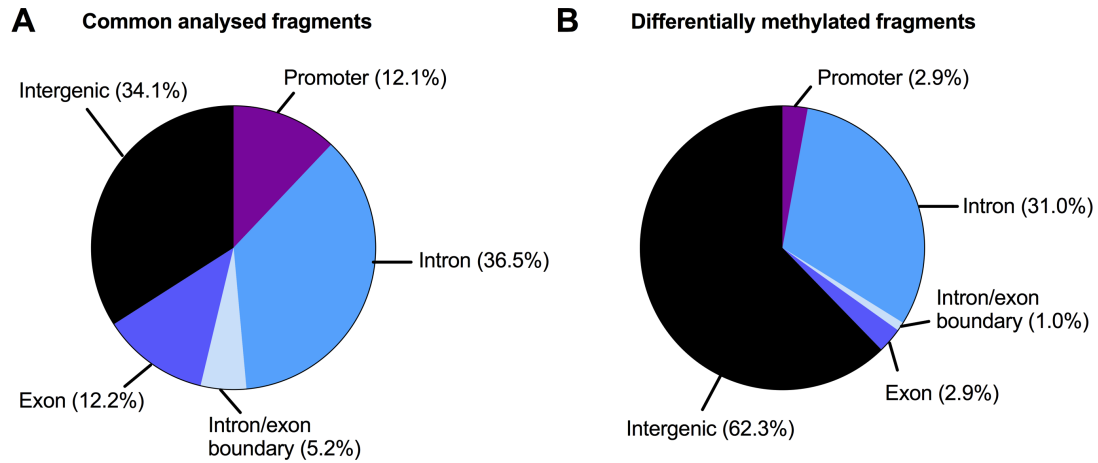 A
Common analysed fragments
Intergenic (34.1%)
Promoter (12.1%)
Intron (36.5%)
Exon (12.2%)
Intron/exon
boundary (5.2%)
B
Differentially methylated fragments
Promoter (2.9%)
Intron (31.0%)
Intron/exon
boundary (1.0%)
Exon (2.9%)
Intergenic (62.3%)